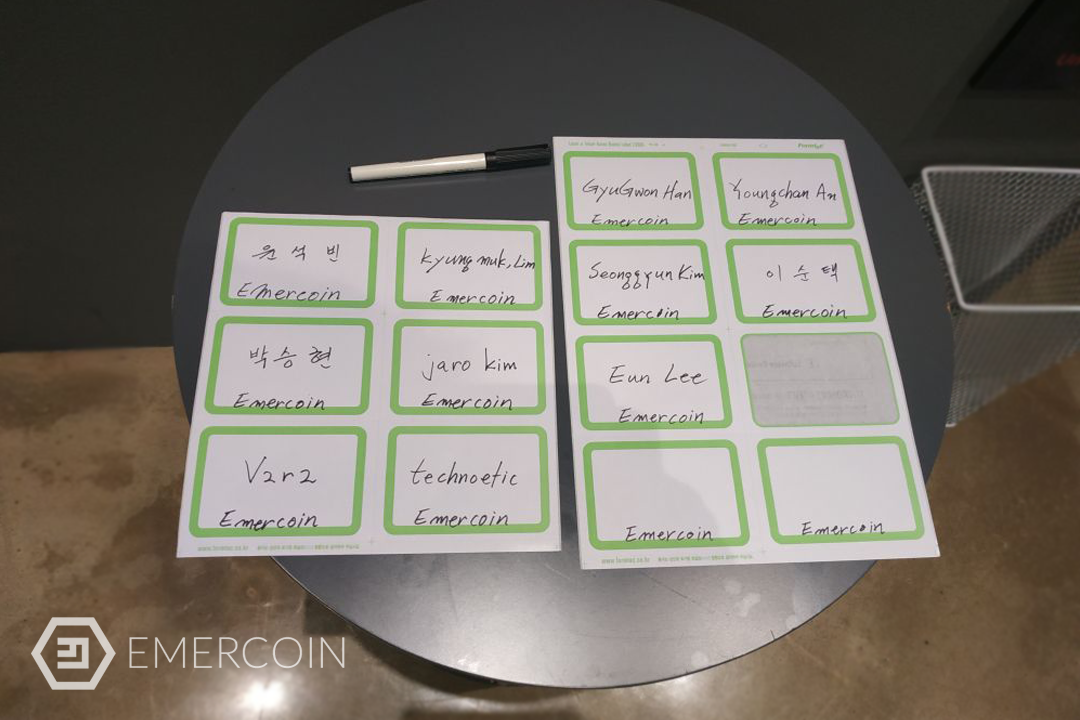 원 석 빈
Emercoin
kyung muk, Lim
Emercoin
박 승 현
Emercoin
jaro kim
Emercoin
V2r2
Emercoin
technoetic
Emercoin
GyuGwon Han
Emercoin
Youngchan An
Emercoin
Seonggyun Kim
Emercoin
이 순 택
Emercoin
Eun Lee
Emercoin
Emercoin
Emercoin
EMERCOIN